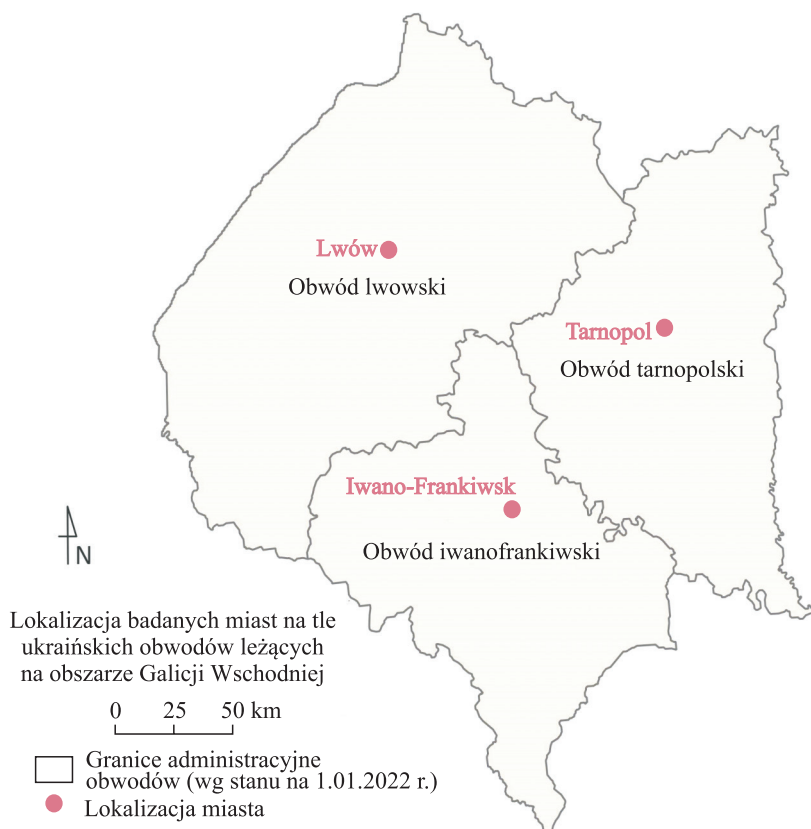 Lwów
Obwód lwowski
Tarnopol
Obwód tarnopolski
Iwano-Frankiwsk
Obwód iwanofrankiwski
N
Lokalizacja badanych miast na tle
ukraińskich obwodów leżących
na obszarze Galicji Wschodniej
0 25 50 km
Granice administracyjne
obwodów (wg stanu na 1.01.2022 r.)
Lokalizacja miasta